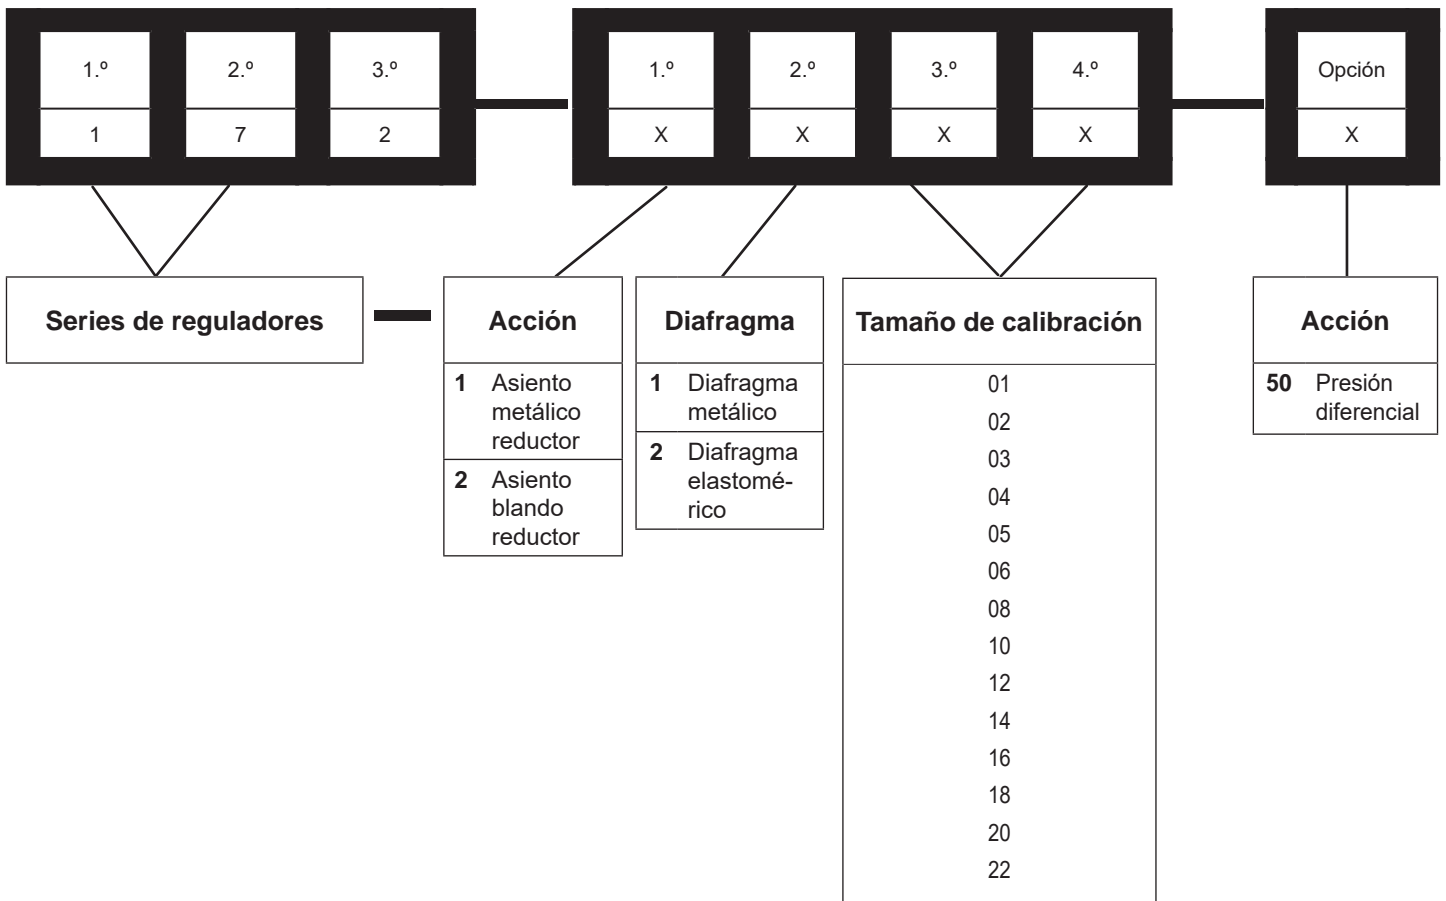 1.º 2.º 3.º 1.º 2.º 3.º 4.º Opción
1 7 2 X X X X X
Series de reguladores
Acción
1 Asiento
metálico
reductor
2 Asiento
blando
reductor
Diafragma
1 Diafragma
metálico
2 Diafragma
elastomé-
rico
Tamaño de calibración
01
02
03
04
05
06
08
10
12
14
16
18
20
22
Acción
50 Presión
diferencial